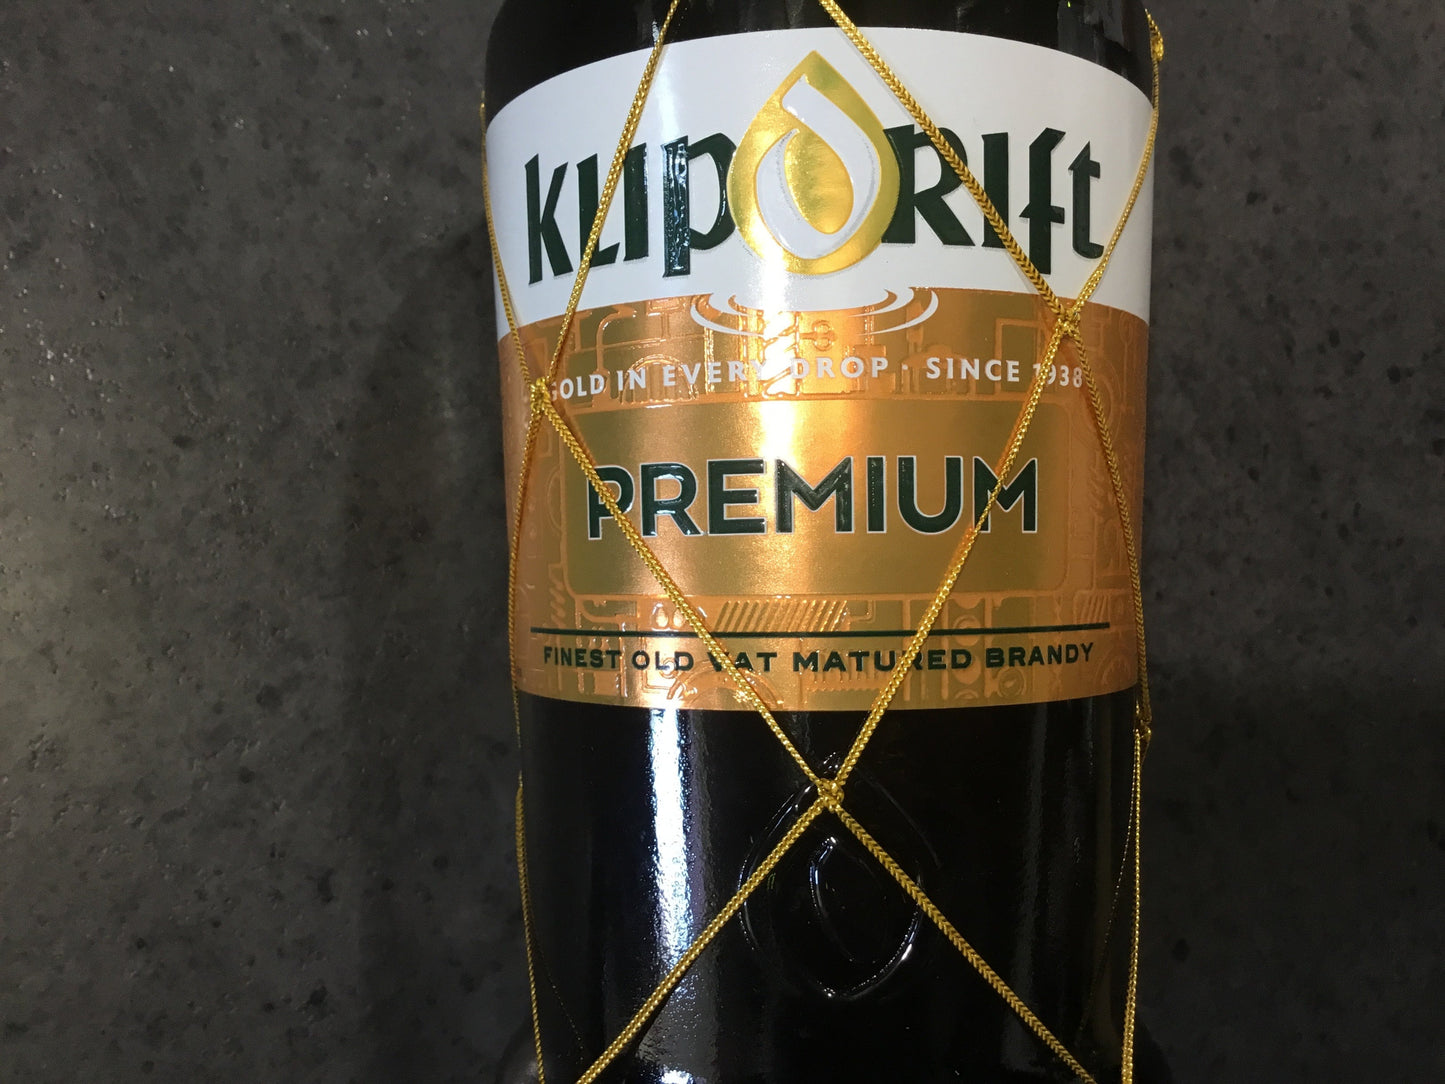 KLIPDRIFT
GOLD IN EVERY DROP · SINCE 1938
PREMIUM
FINEST OLD VAT MATURED BRANDY